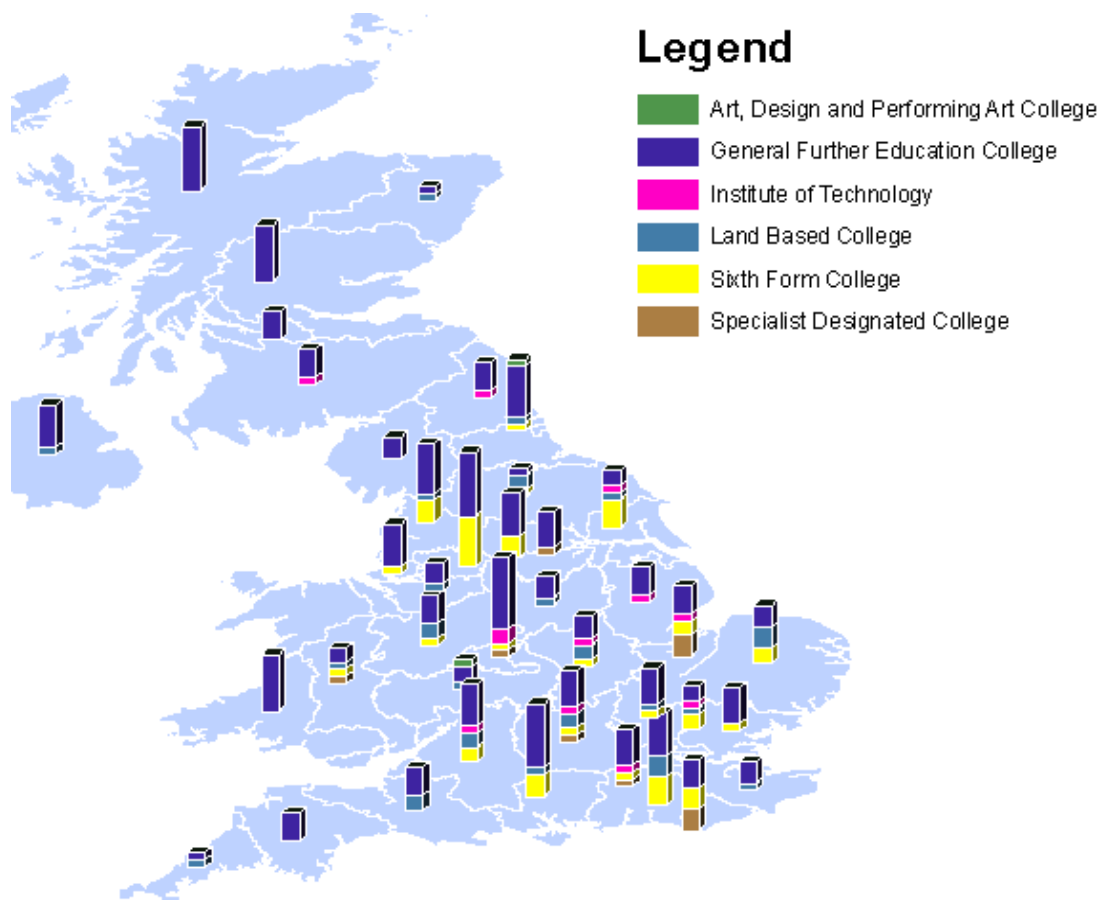 Legend
Art, Design and Performing Art College
General Further Education College
Institute of Technology
Land Based College
Sixth Form College
Specialist Designated College